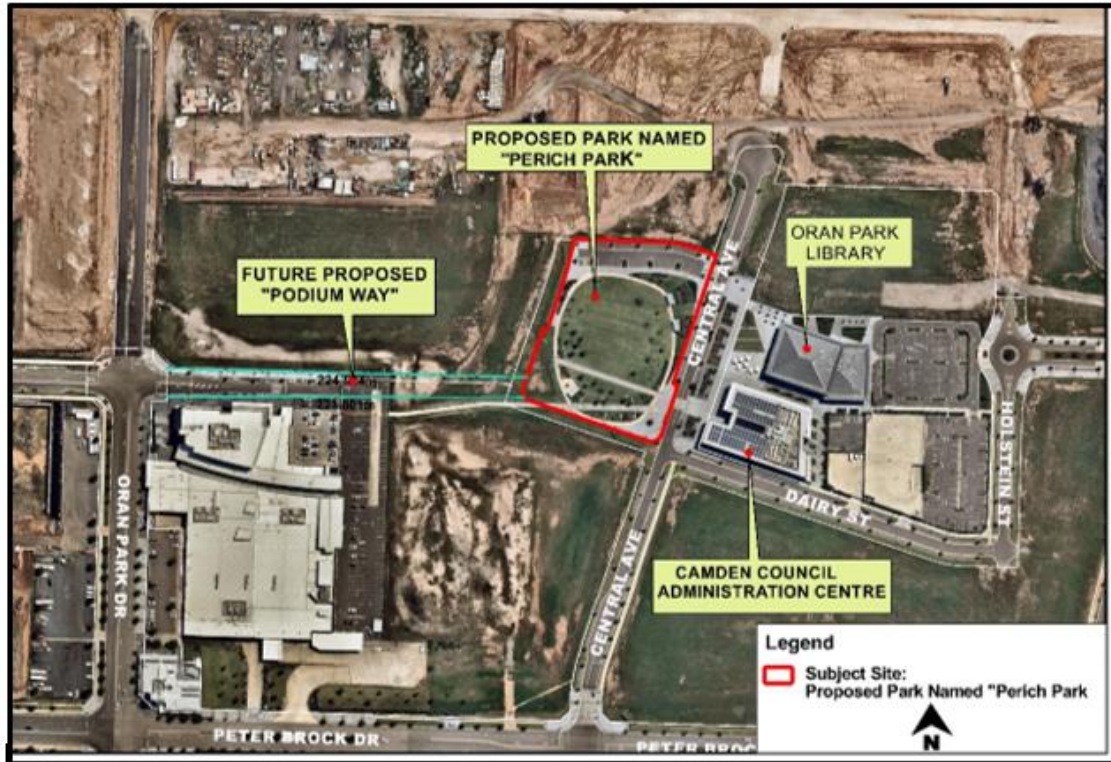 PROPOSED PARK NAMED
"PERICH PARK"
ORAN PARK
LIBRARY
FUTURE PROPOSED
"PODIUM WAY"
CENTRAL AVE
HOLSTEIN ST
ORAN PARK DR
DAIRY ST
CENTRAL AVE
CAMDEN COUNCIL
ADMINISTRATION CENTRE
Legend
Subject Site:
Proposed Park Named "Perich Park
N
PETER BROCK DR
PETER BROC